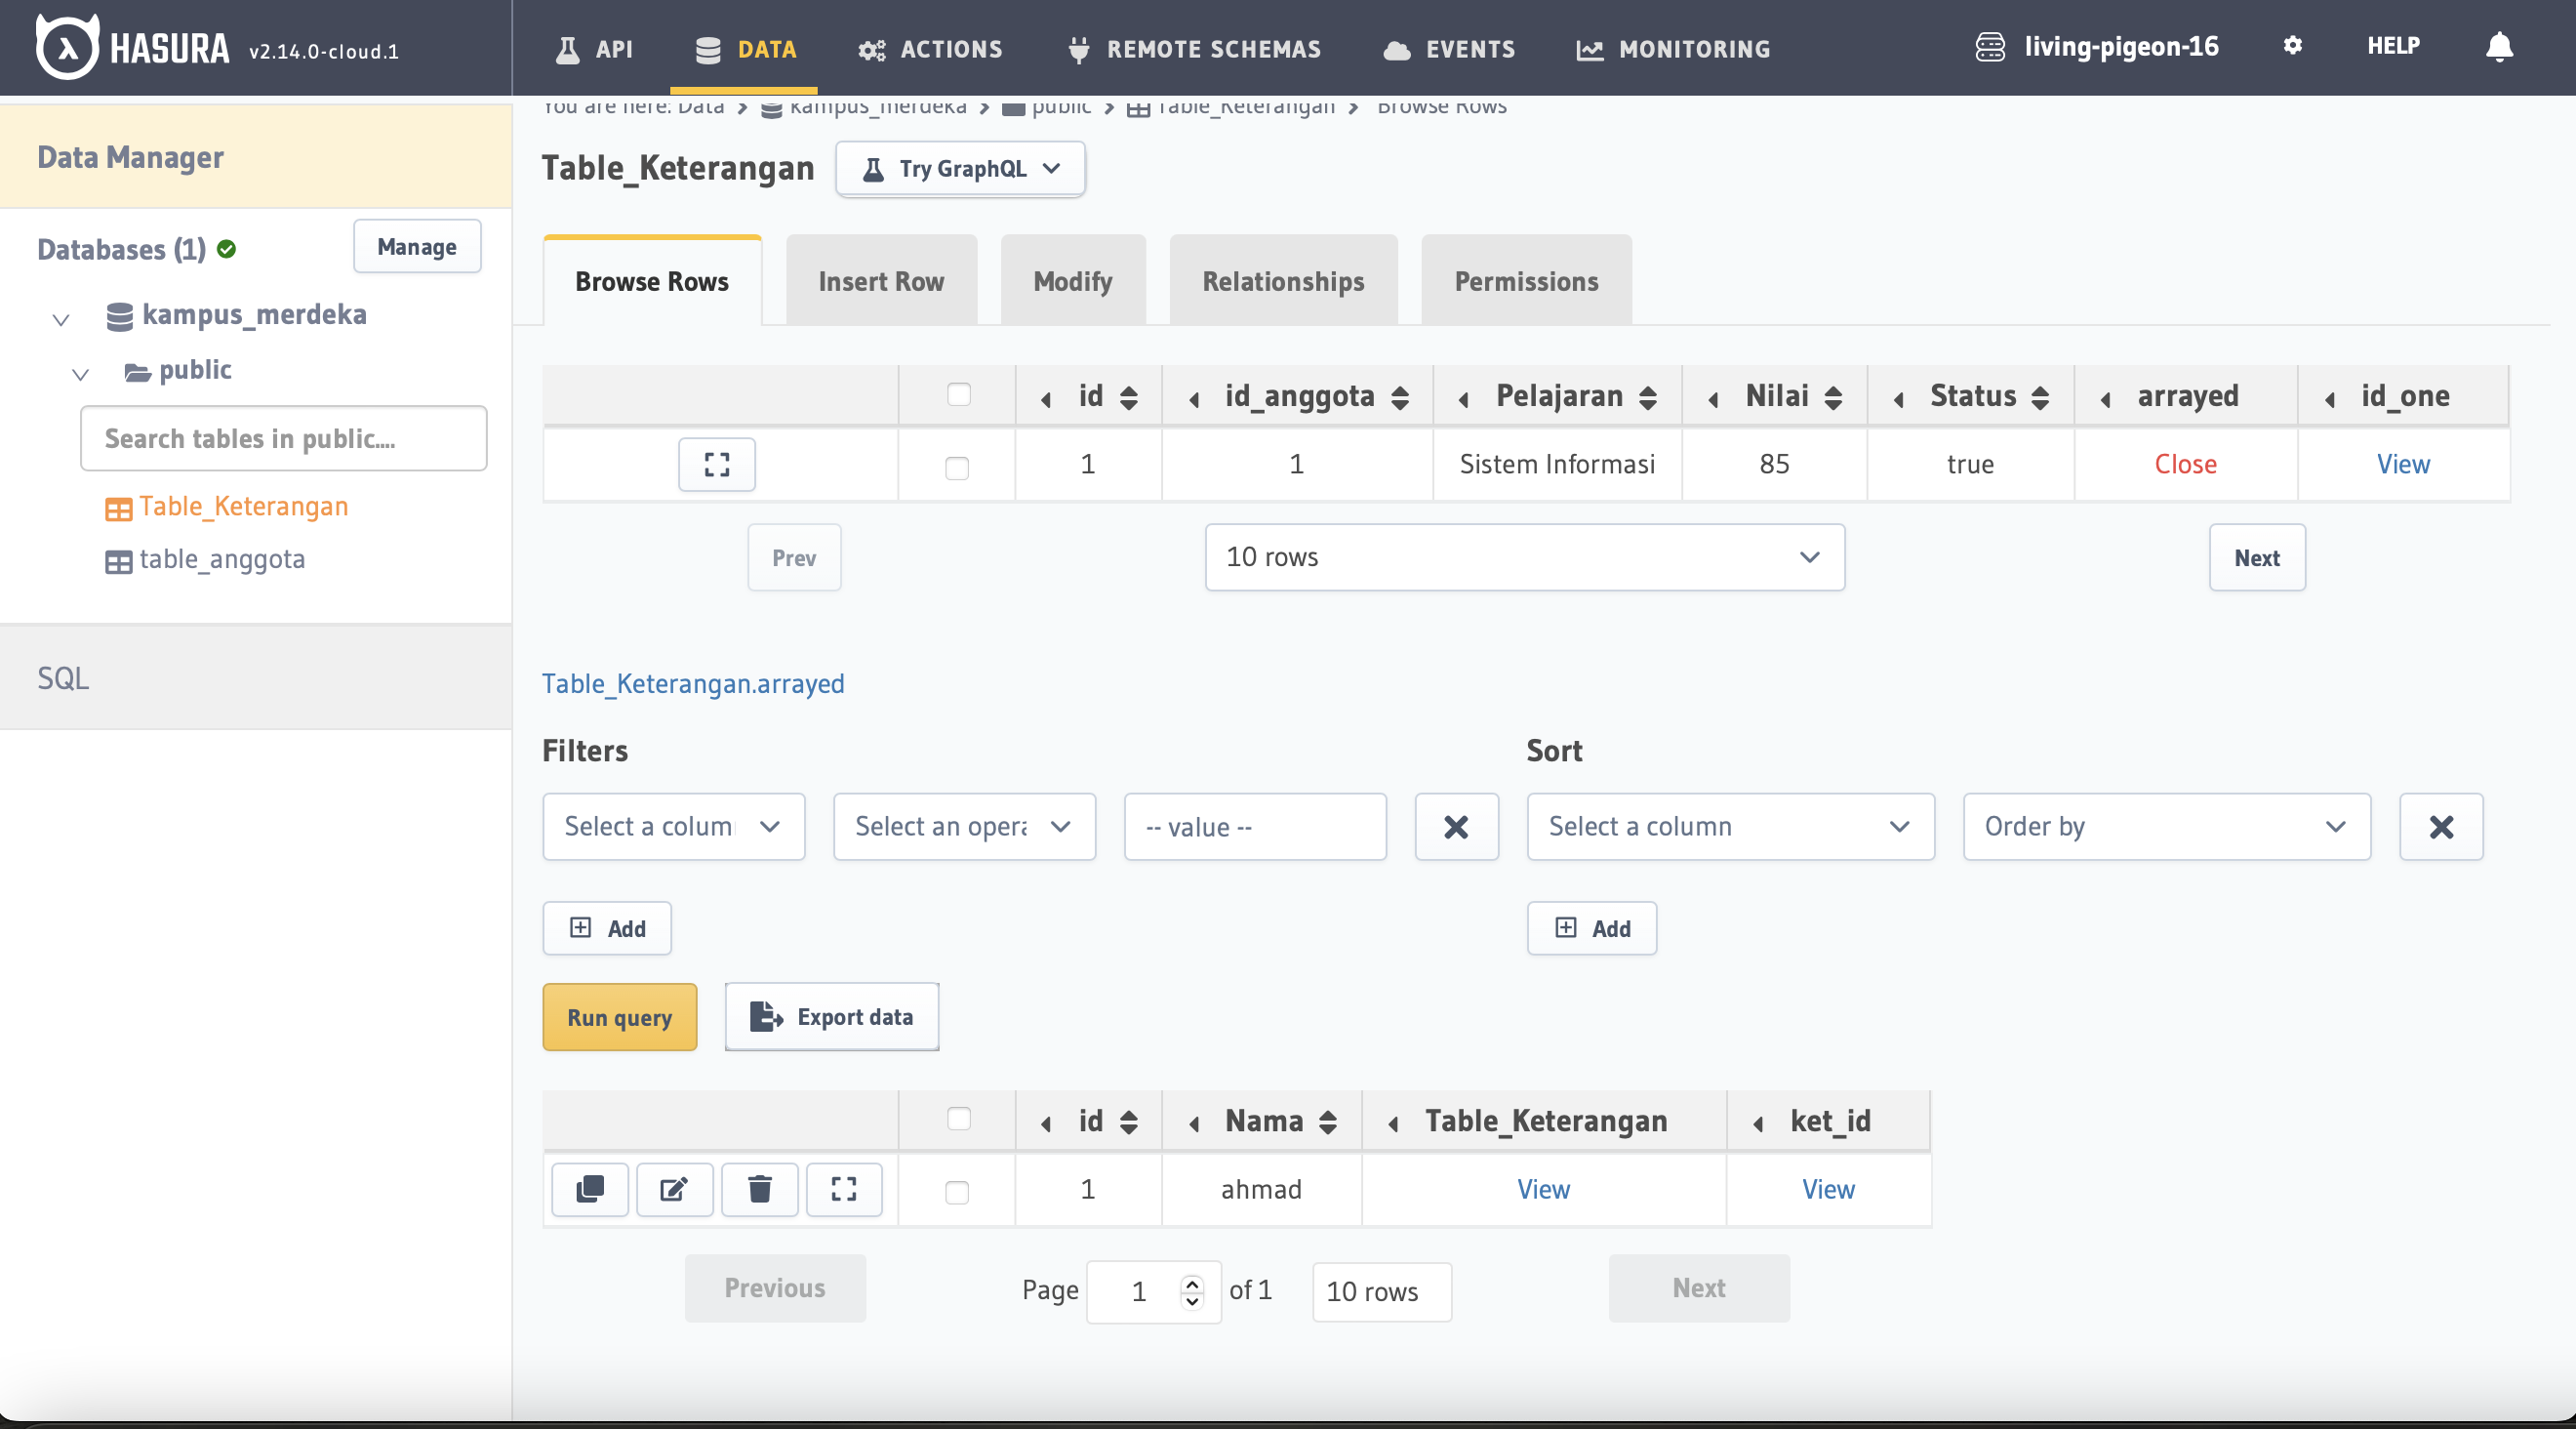 HASURA v2.14.0-cloud.1
API DATA ACTIONS REMOTE SCHEMAS EVENTS MONITORING living-pigeon-16 HELP
You are here: Data > kampus_merdeka > public > Table_Keterangan > Browse Rows
Data Manager
Table_Keterangan Try GraphQL
Databases (1) Manage
Browse Rows Insert Row Modify Relationships Permissions
kampus_merdeka
public
Search tables in public....
Table_Keterangan
table_anggota
SQL
id id_anggota Pelajaran Nilai Status arrayed id_one
1 1 Sistem Informasi 85 true Close View
Prev 10 rows Next
Table_Keterangan.arrayed
Filters Sort
Select a colum Select an opera -- value -- Select a column Order by
Add Add
Run query Export data
id Nama Table_Keterangan ket_id
1 ahmad View View
Previous Page 1 of 1 10 rows Next